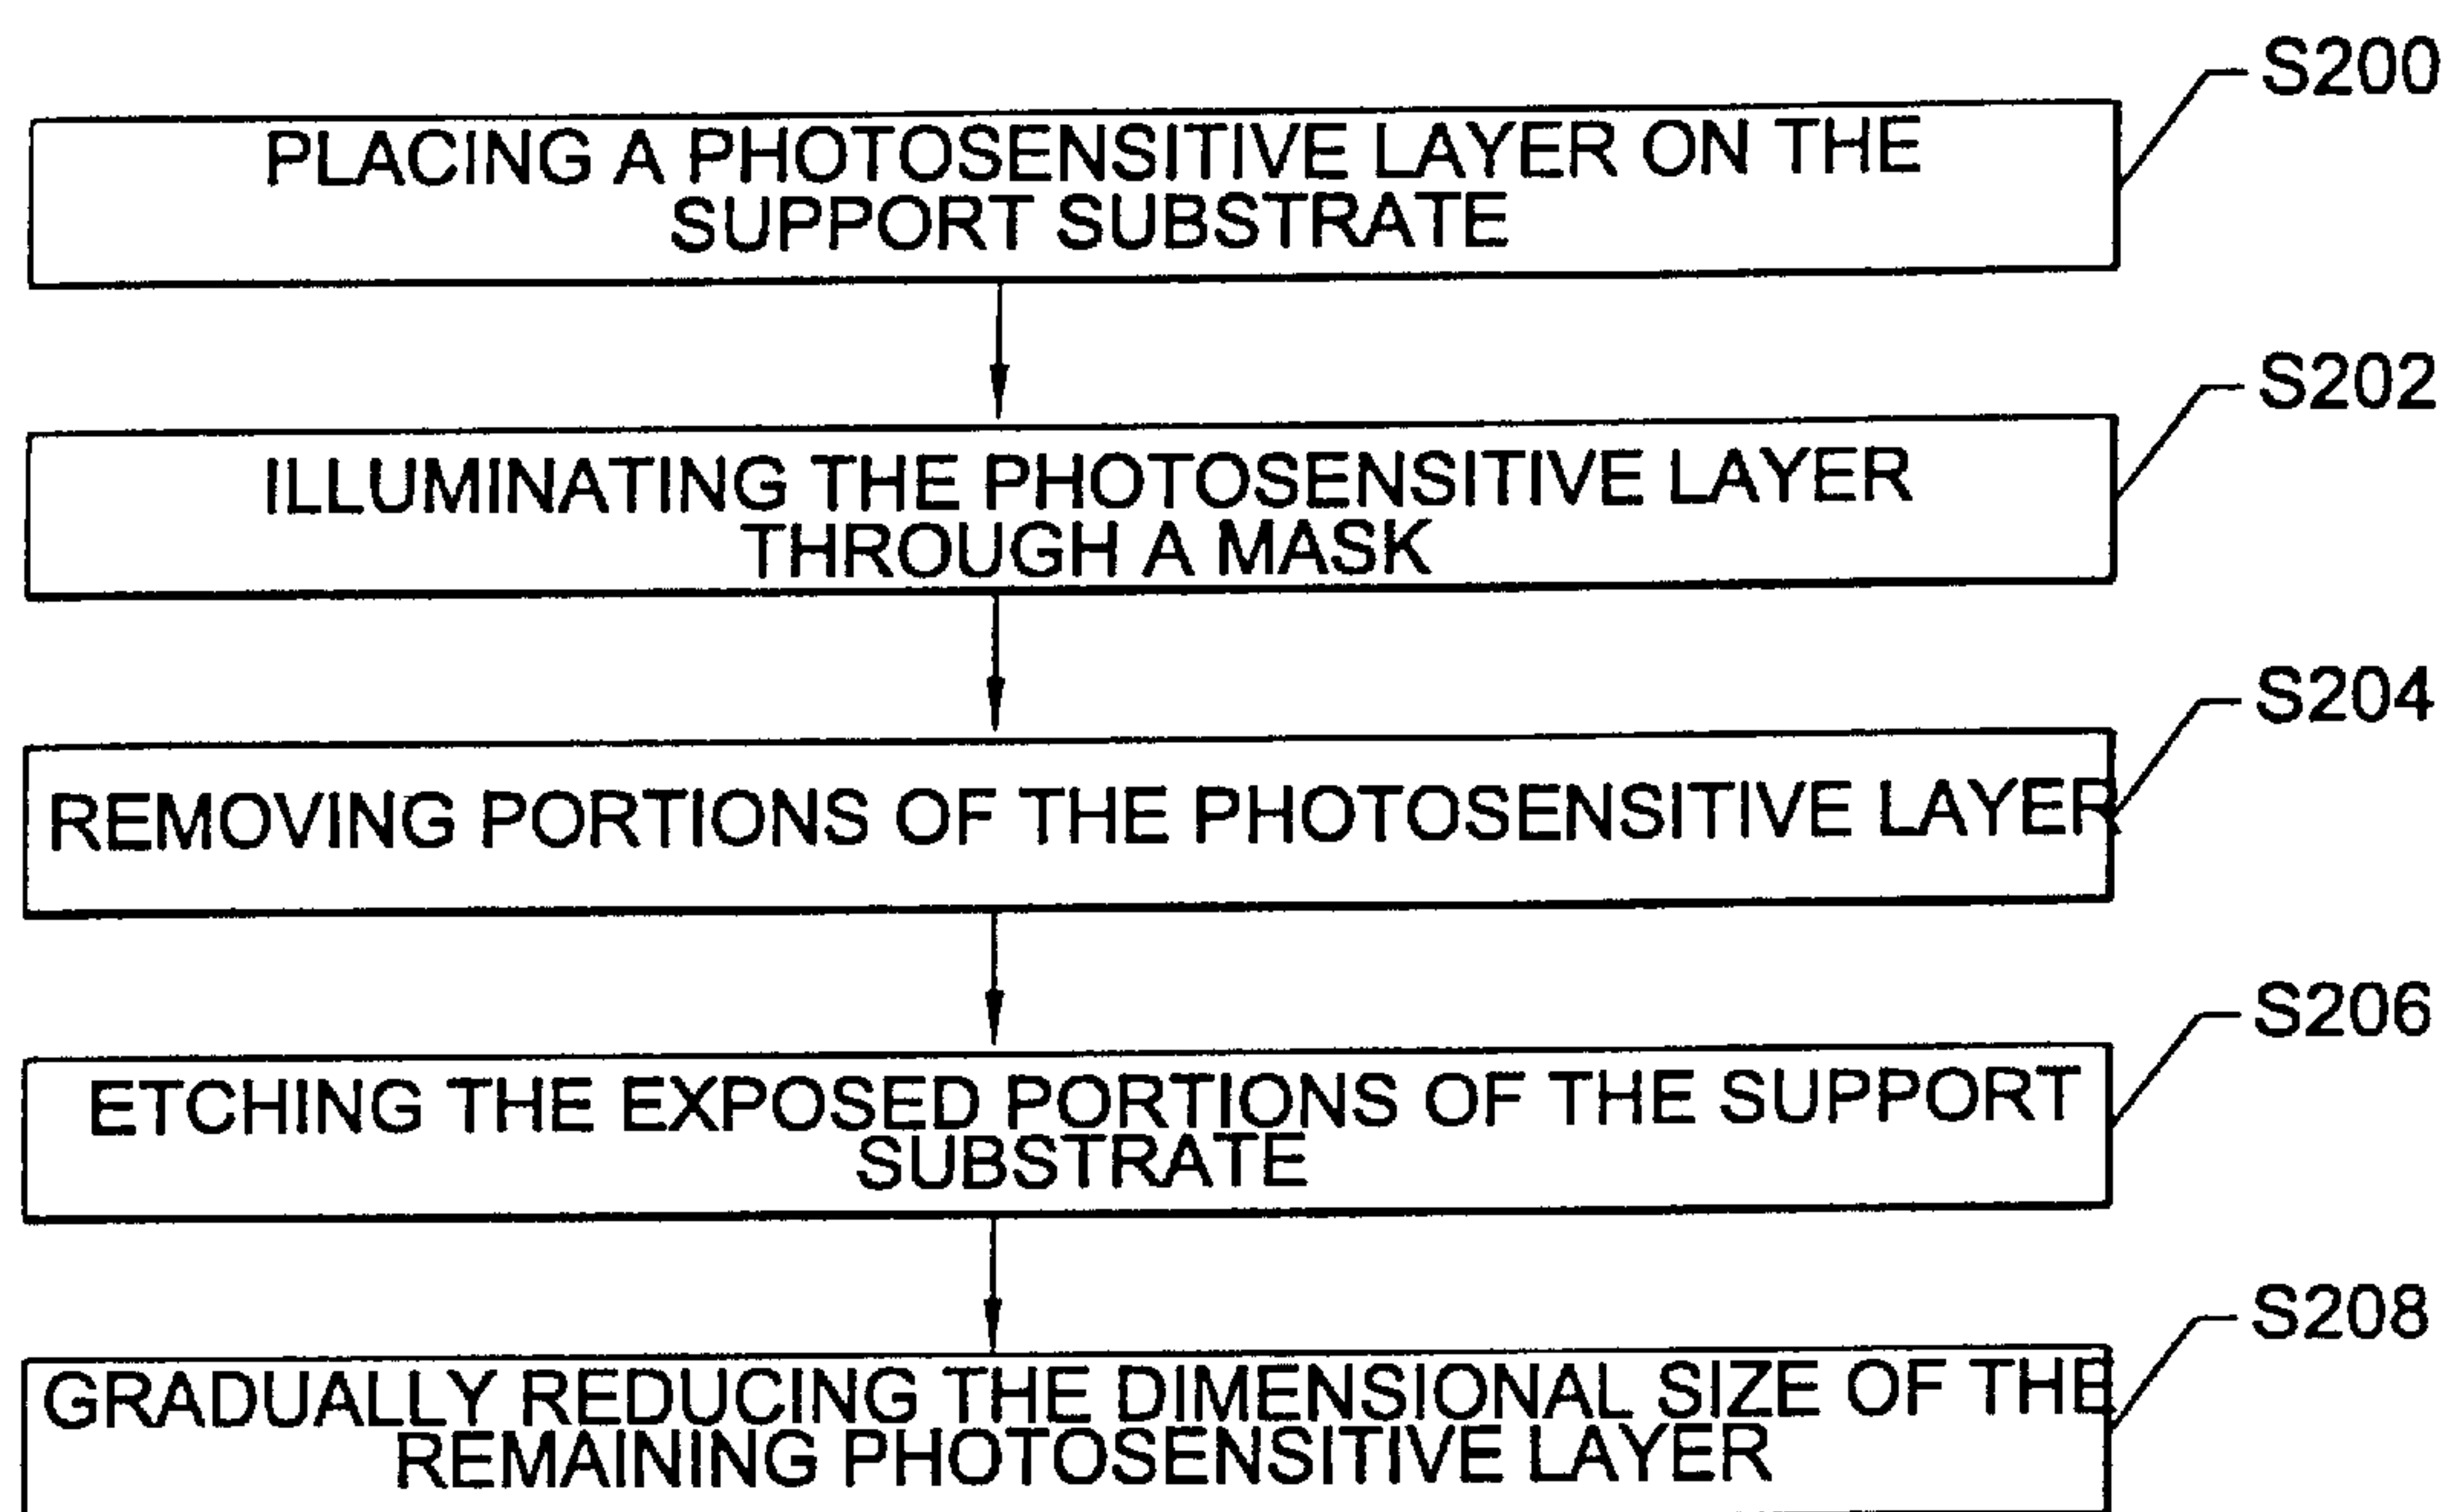 S200
PLACING A PHOTOSENSITIVE LAYER ON THE
SUPPORT SUBSTRATE
S202
ILLUMINATING THE PHOTOSENSITIVE LAYER
THROUGH A MASK
S204
REMOVING PORTIONS OF THE PHOTOSENSITIVE LAYER
S206
ETCHING THE EXPOSED PORTIONS OF THE SUPPORT
SUBSTRATE
S208
GRADUALLY REDUCING THE DIMENSIONAL SIZE OF THE
REMAINING PHOTOSENSITIVE LAYER